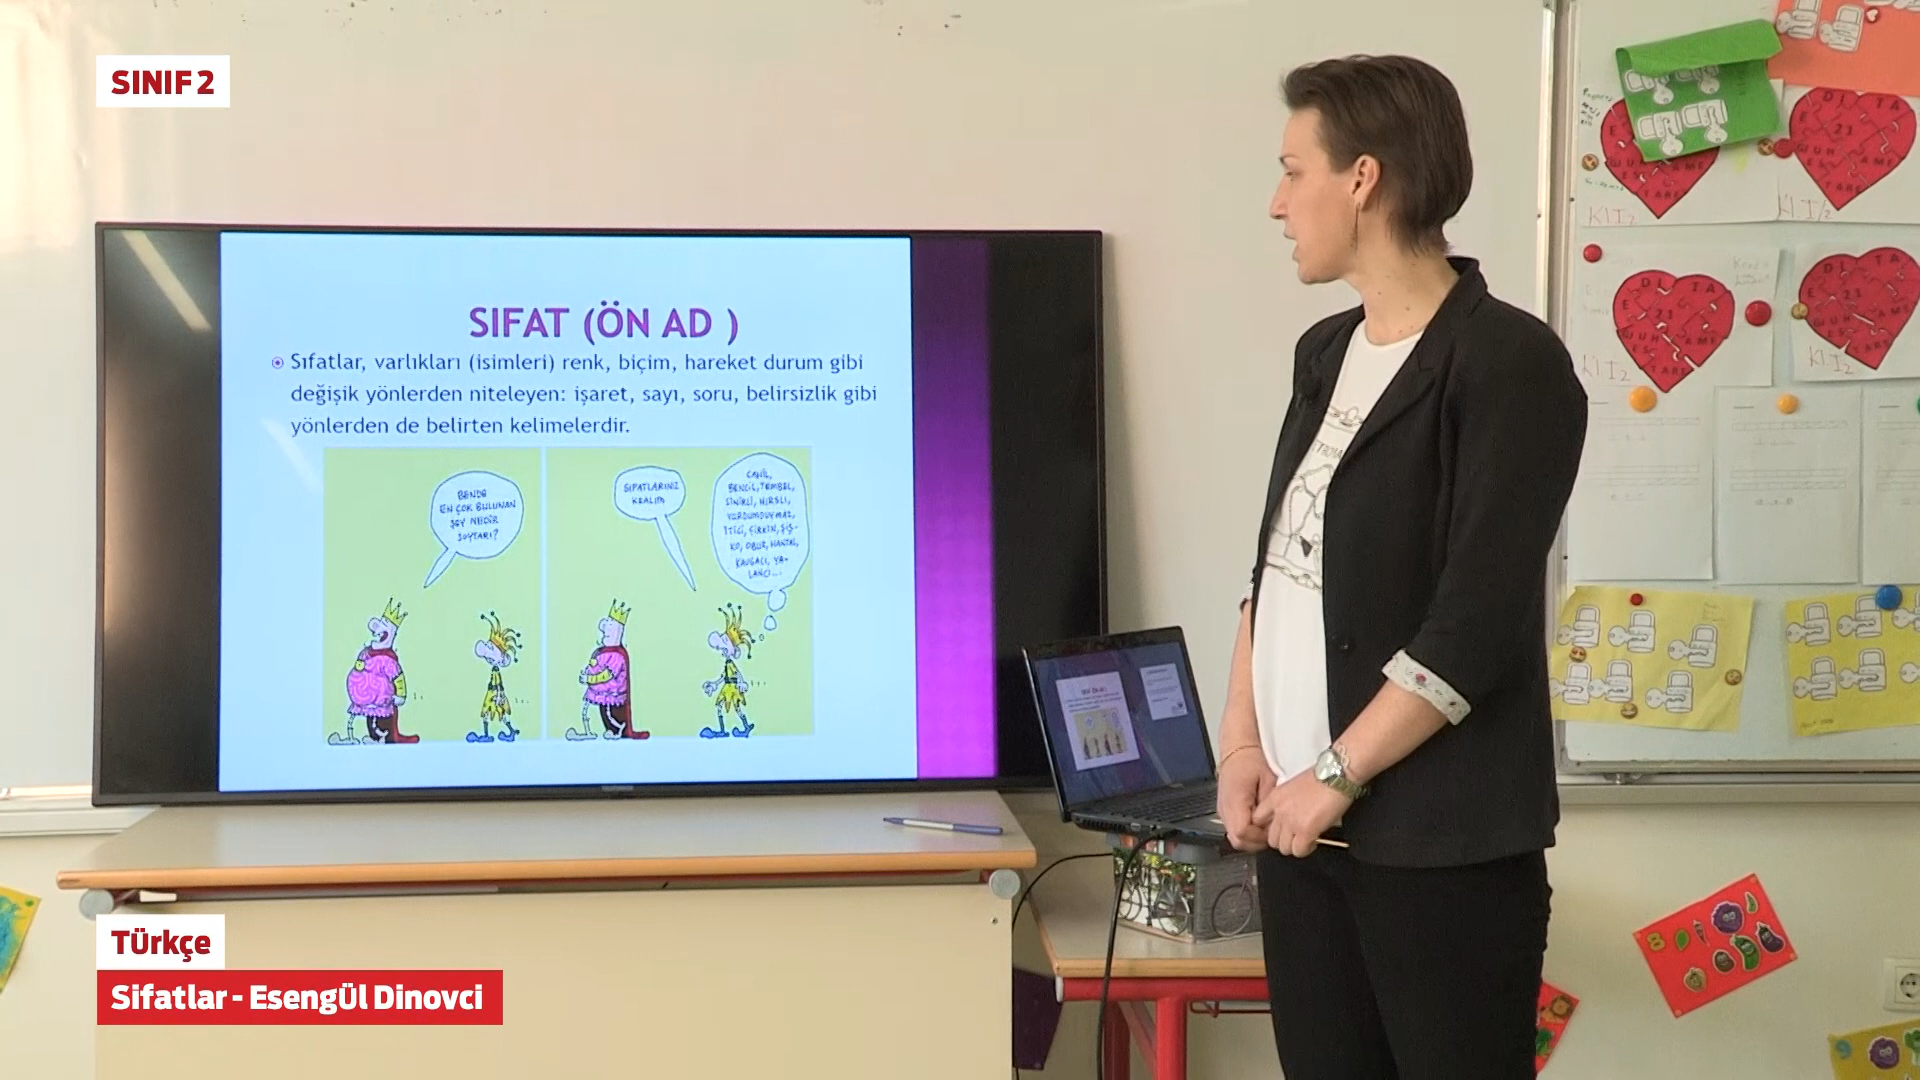 SINIF 2
SIFAT (ÖN AD )
Sıfatlar, varlıkları (isimleri) renk, biçim, hareket durum gibi
değişik yönlerden niteleyen: işaret, sayı, soru, belirsizlik gibi
yönlerden de belirten kelimelerdir.
BENDE
EN ÇOK BULUNAN
ŞEY NEDİR
SOYTARI?
SIFATLARINIZ
KRALIM
CAHİL,
BENCİL, TEMBEL,
SİNİRLİ, HIRSLI,
VURDUMDUYMAZ,
İTİCİ, ÇİRKİN, ŞİŞ-
KO, OBUR, HANTAL,
KAVGACI, YA-
LANCI...
Türkçe
Sifatlar - EsengÜl Dinovci